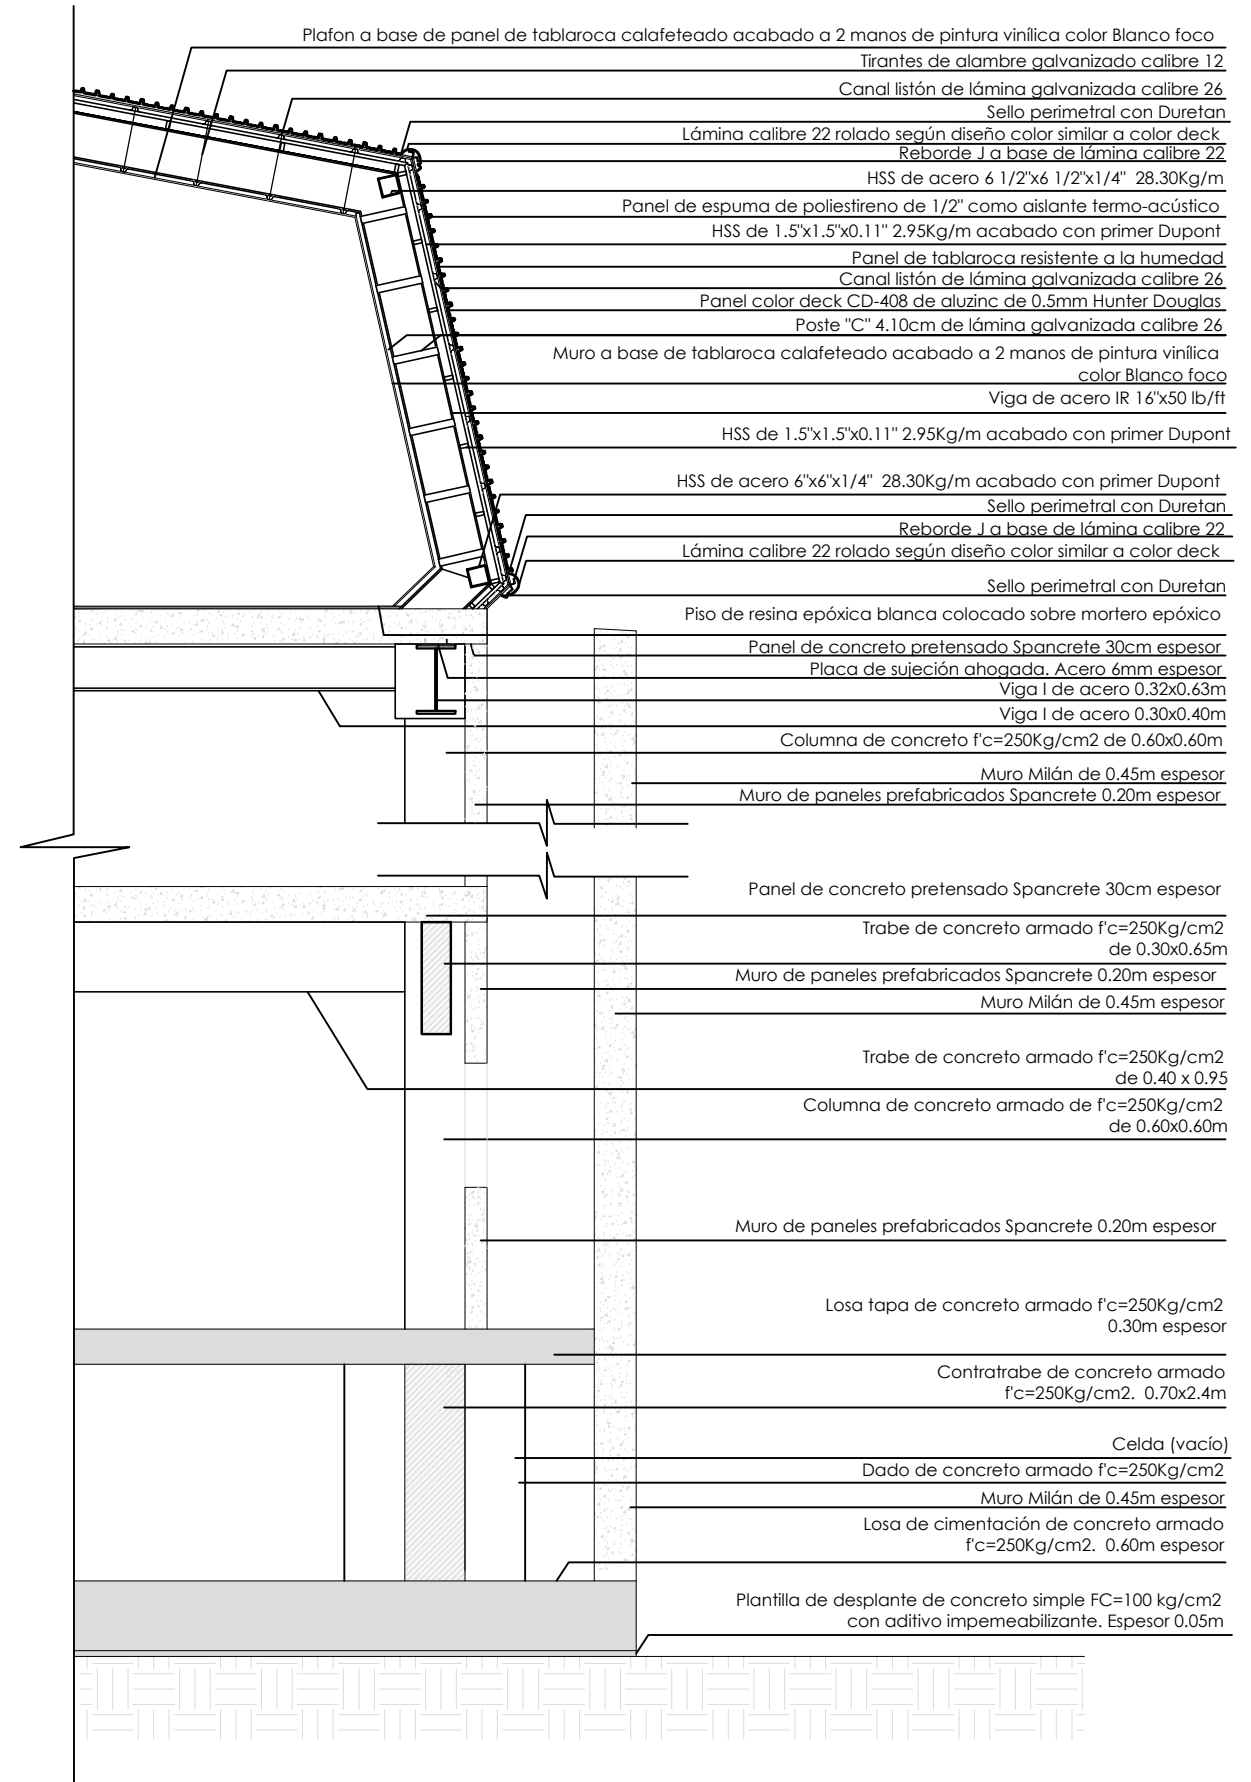 Plafon a base de panel de tablaroca calafeteado acabado a 2 manos de pintura vinílica color Blanco foco
Tirantes de alambre galvanizado calibre 12
Canal listón de lámina galvanizada calibre 26
Sello perimetral con Duretan
Lámina calibre 22 rolado según diseño color similar a color deck
Reborde J a base de lámina calibre 22
HSS de acero 6 1/2"x6 1/2"x1/4" 28.30Kg/m
Panel de espuma de poliestireno de 1/2" como aislante termo-acústico
HSS de 1.5"x1.5"x0.11" 2.95Kg/m acabado con primer Dupont
Panel de tablaroca resistente a la humedad
Canal listón de lámina galvanizada calibre 26
Panel color deck CD-408 de aluzinc de 0.5mm Hunter Douglas
Poste "C" 4.10cm de lámina galvanizada calibre 26
Muro a base de tablaroca calafeteado acabado a 2 manos de pintura vinílica
color Blanco foco
Viga de acero IR 16"x50 lb/ft
HSS de 1.5"x1.5"x0.11" 2.95Kg/m acabado con primer Dupont
HSS de acero 6"x6"x1/4" 28.30Kg/m acabado con primer Dupont
Sello perimetral con Duretan
Reborde J a base de lámina calibre 22
Lámina calibre 22 rolado según diseño color similar a color deck
Sello perimetral con Duretan
Piso de resina epóxica blanca colocado sobre mortero epóxico
Panel de concreto pretensado Spancrete 30cm espesor
Placa de sujeción ahogada. Acero 6mm espesor
Viga I de acero 0.32x0.63m
Viga I de acero 0.30x0.40m
Columna de concreto f'c=250Kg/cm2 de 0.60x0.60m
Muro Milán de 0.45m espesor
Muro de paneles prefabricados Spancrete 0.20m espesor
Panel de concreto pretensado Spancrete 30cm espesor
Trabe de concreto armado f'c=250Kg/cm2
de 0.30x0.65m
Muro de paneles prefabricados Spancrete 0.20m espesor
Muro Milán de 0.45m espesor
Trabe de concreto armado f'c=250Kg/cm2
de 0.40 x 0.95
Columna de concreto armado de f'c=250Kg/cm2
de 0.60x0.60m
Muro de paneles prefabricados Spancrete 0.20m espesor
Losa tapa de concreto armado f'c=250Kg/cm2
0.30m espesor
Contratrabe de concreto armado
f'c=250Kg/cm2. 0.70x2.4m
Celda (vacío)
Dado de concreto armado f'c=250Kg/cm2
Muro Milán de 0.45m espesor
Losa de cimentación de concreto armado
f'c=250Kg/cm2. 0.60m espesor
Plantilla de desplante de concreto simple FC=100 kg/cm2
con aditivo impemeabilizante. Espesor 0.05m